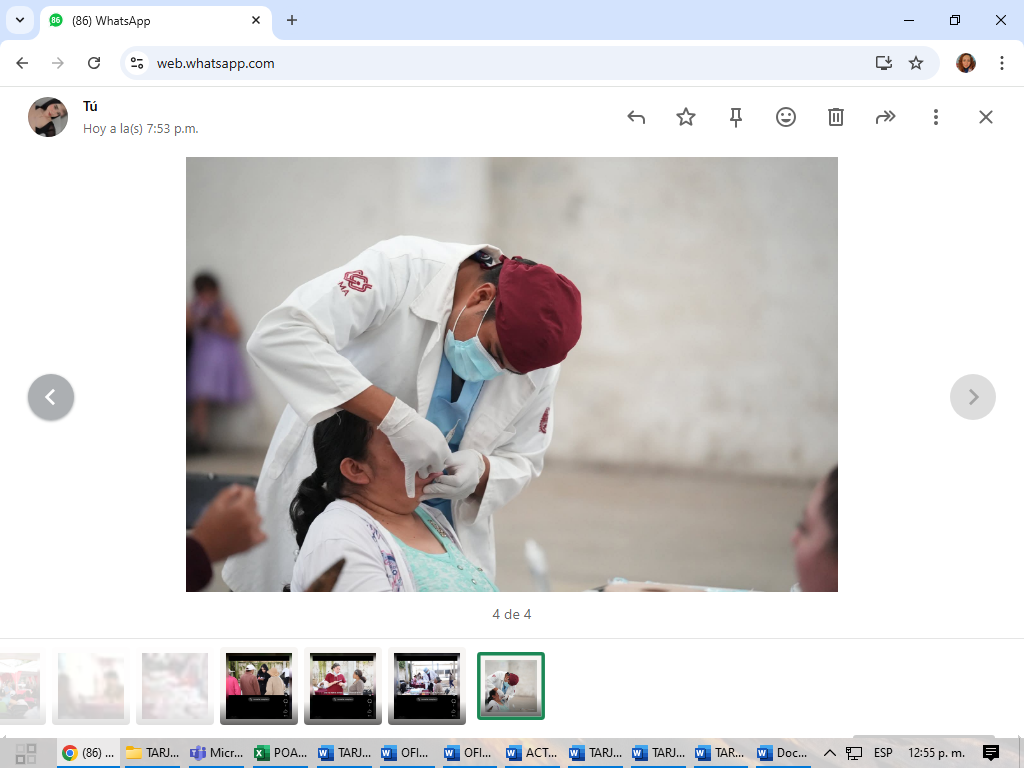 (86) WhatsApp
web.whatsapp.com
Tú
Hoy a la(s) 7:53 p.m.
MA
4 de 4
(86) ...
TARJ...
Micr...
POA...
TARJ...
OFI...
OFI...
ACT...
TARJ...
TARJ...
TAR...
Doc...
ESP
12:55 p. m.